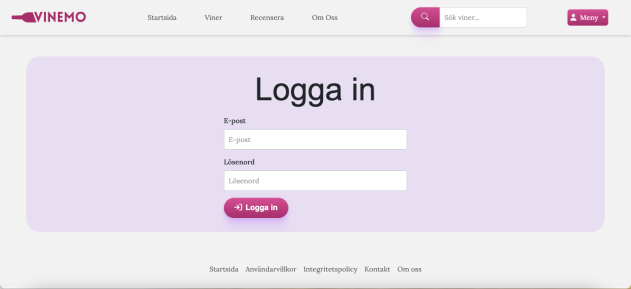 VINEMO
Startsida Viner Recensera Om Oss
Sök viner...
Meny
Logga in
E-post
E-post
Lösenord
Lösenord
Logga in
Startsida Användarvillkor Integritetspolicy Kontakt Om oss